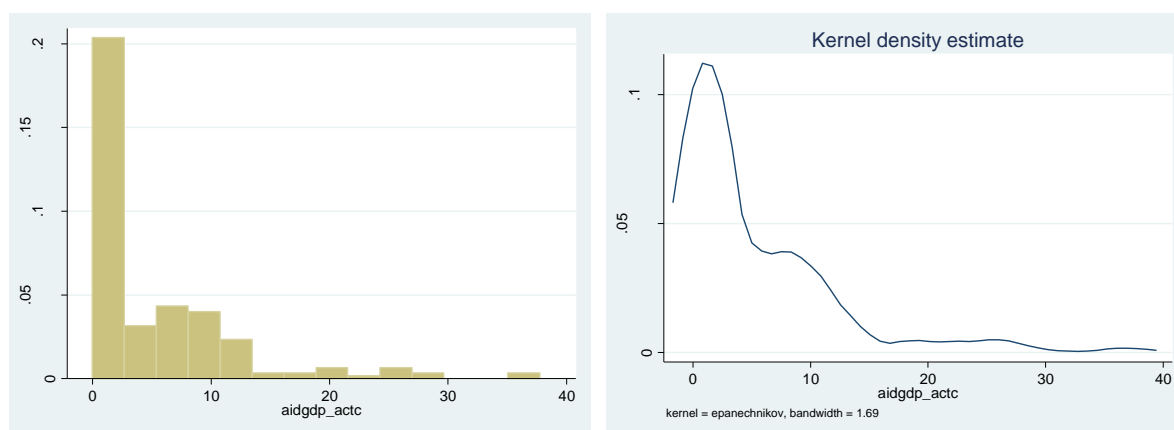 .2
.15
.1
.05
0
0 10 20 30 40
aidgdp_actc
Kernel density estimate
.1
.05
0
0 10 20 30 40
aidgdp_actc
kernel = epanechnikov, bandwidth = 1.69